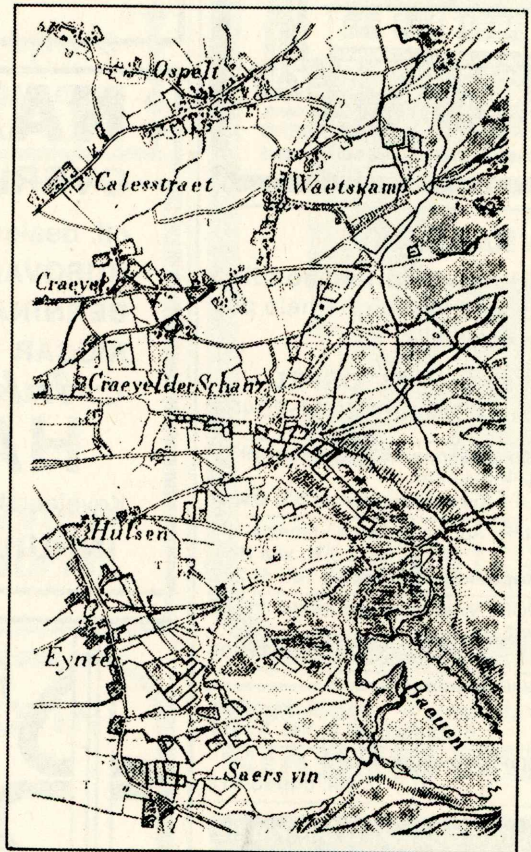 Ospelt
Calesstraet
Waetskamp
Craeyel
Craeyelder Schans
Hulsen
Eynte
Baeuen
Saers vin